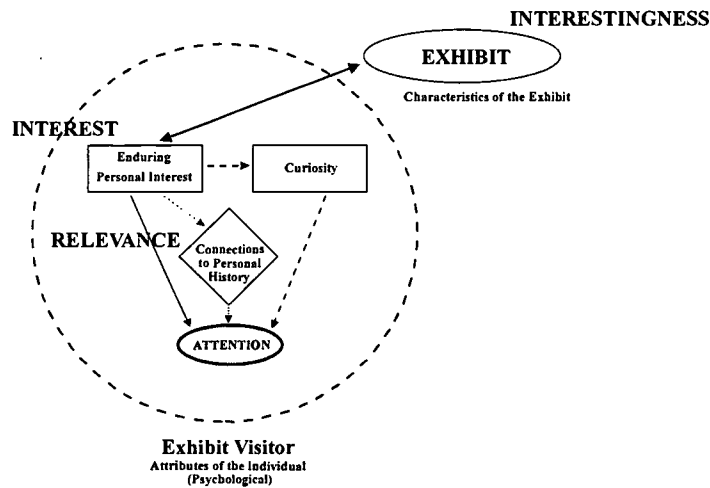 INTERESTINGNESS
EXHIBIT
Characteristics of the Exhibit
INTEREST
Enduring
Personal Interest
Curiosity
RELEVANCE
Connections
to Personal
History
ATTENTION
Exhibit Visitor
Attributes of the Individual
(Psychological)